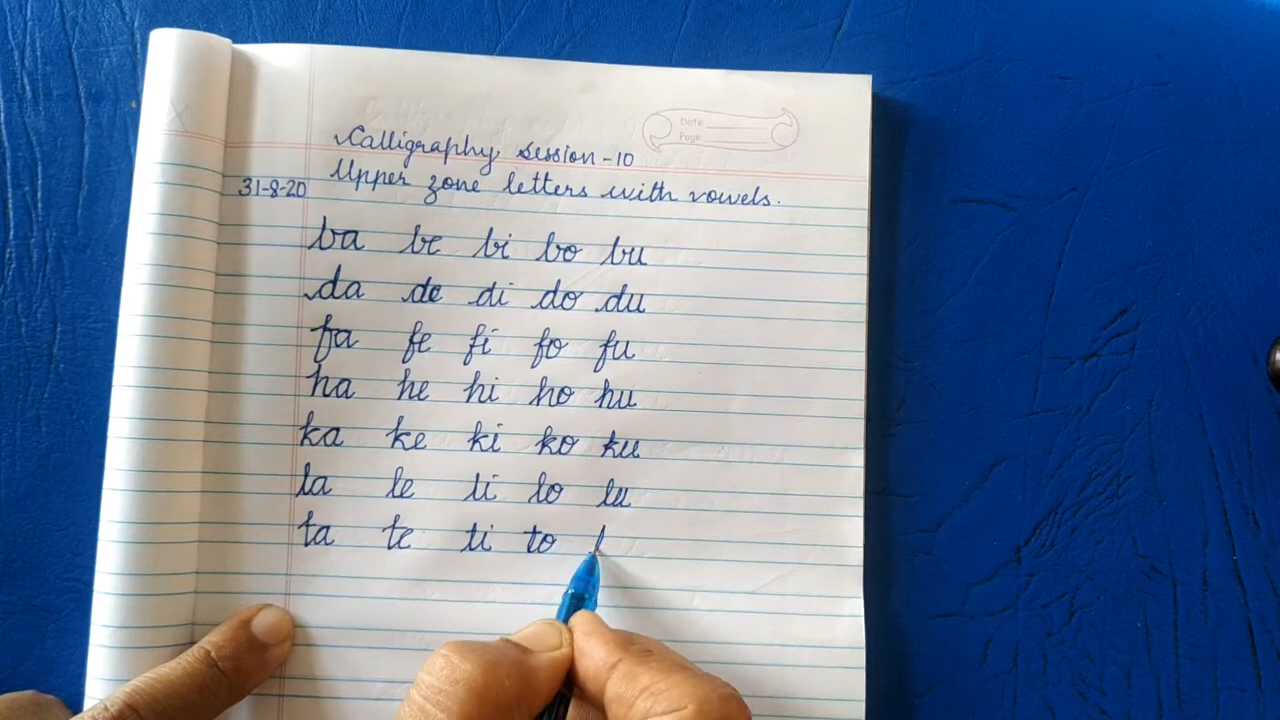 Date
Page
Calligraphy session - 10
31-8-20 Upper zone letters with vowels.
ba be bi bo bu
da de di do du
fa fe fi fo fu
ha he hi ho hu
ka ke ki ko ku
la le li lo lu
ta te ti to